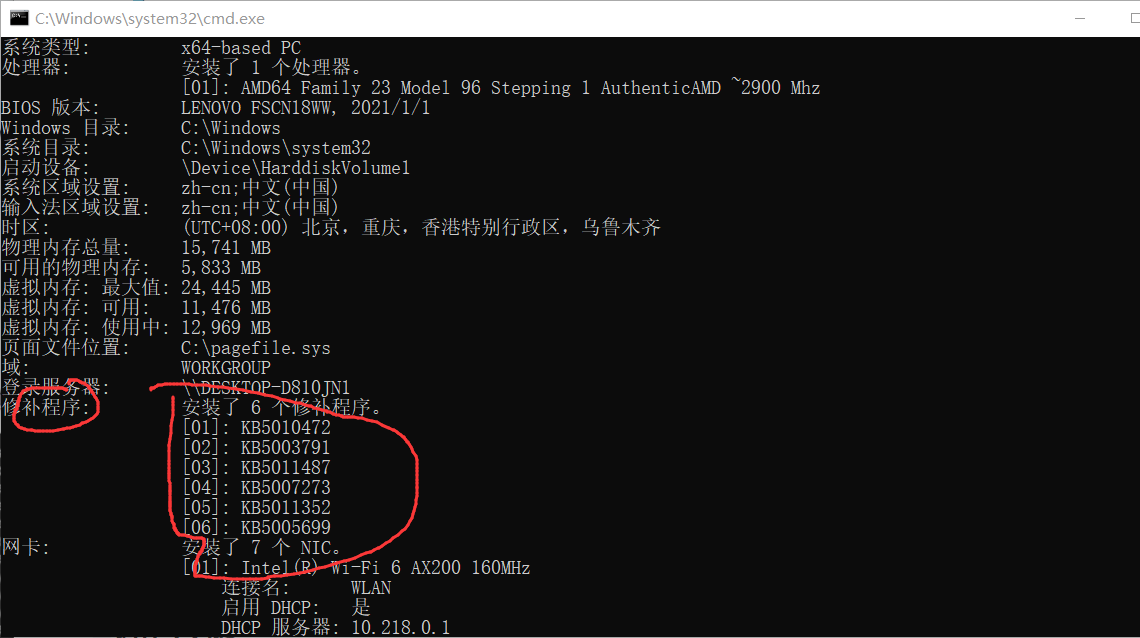 C:\Windows\system32\cmd.exe
系统类型: x64-based PC
处理器: 安装了 1 个处理器。
[01]: AMD64 Family 23 Model 96 Stepping 1 AuthenticAMD ~2900 Mhz
BIOS 版本: LENOVO FSCN18WW, 2021/1/1
Windows 目录: C:\Windows
系统目录: C:\Windows\system32
启动设备: \Device\HarddiskVolume1
系统区域设置: zh-cn;中文(中国)
输入法区域设置: zh-cn;中文(中国)
时区: (UTC+08:00) 北京，重庆，香港特别行政区，乌鲁木齐
物理内存总量: 15,741 MB
可用的物理内存: 5,833 MB
虚拟内存: 最大值: 24,445 MB
虚拟内存: 可用: 11,476 MB
虚拟内存: 使用中: 12,969 MB
页面文件位置: C:\pagefile.sys
域: WORKGROUP
登录服务器: \\DESKTOP-D810JN1
修补程序: 安装了 6 个修补程序。
[01]: KB5010472
[02]: KB5003791
[03]: KB5011487
[04]: KB5007273
[05]: KB5011352
[06]: KB5005699
网卡: 安装了 7 个 NIC。
[01]: Intel(R) Wi-Fi 6 AX200 160MHz
连接名: WLAN
启用 DHCP: 是
DHCP 服务器: 10.218.0.1